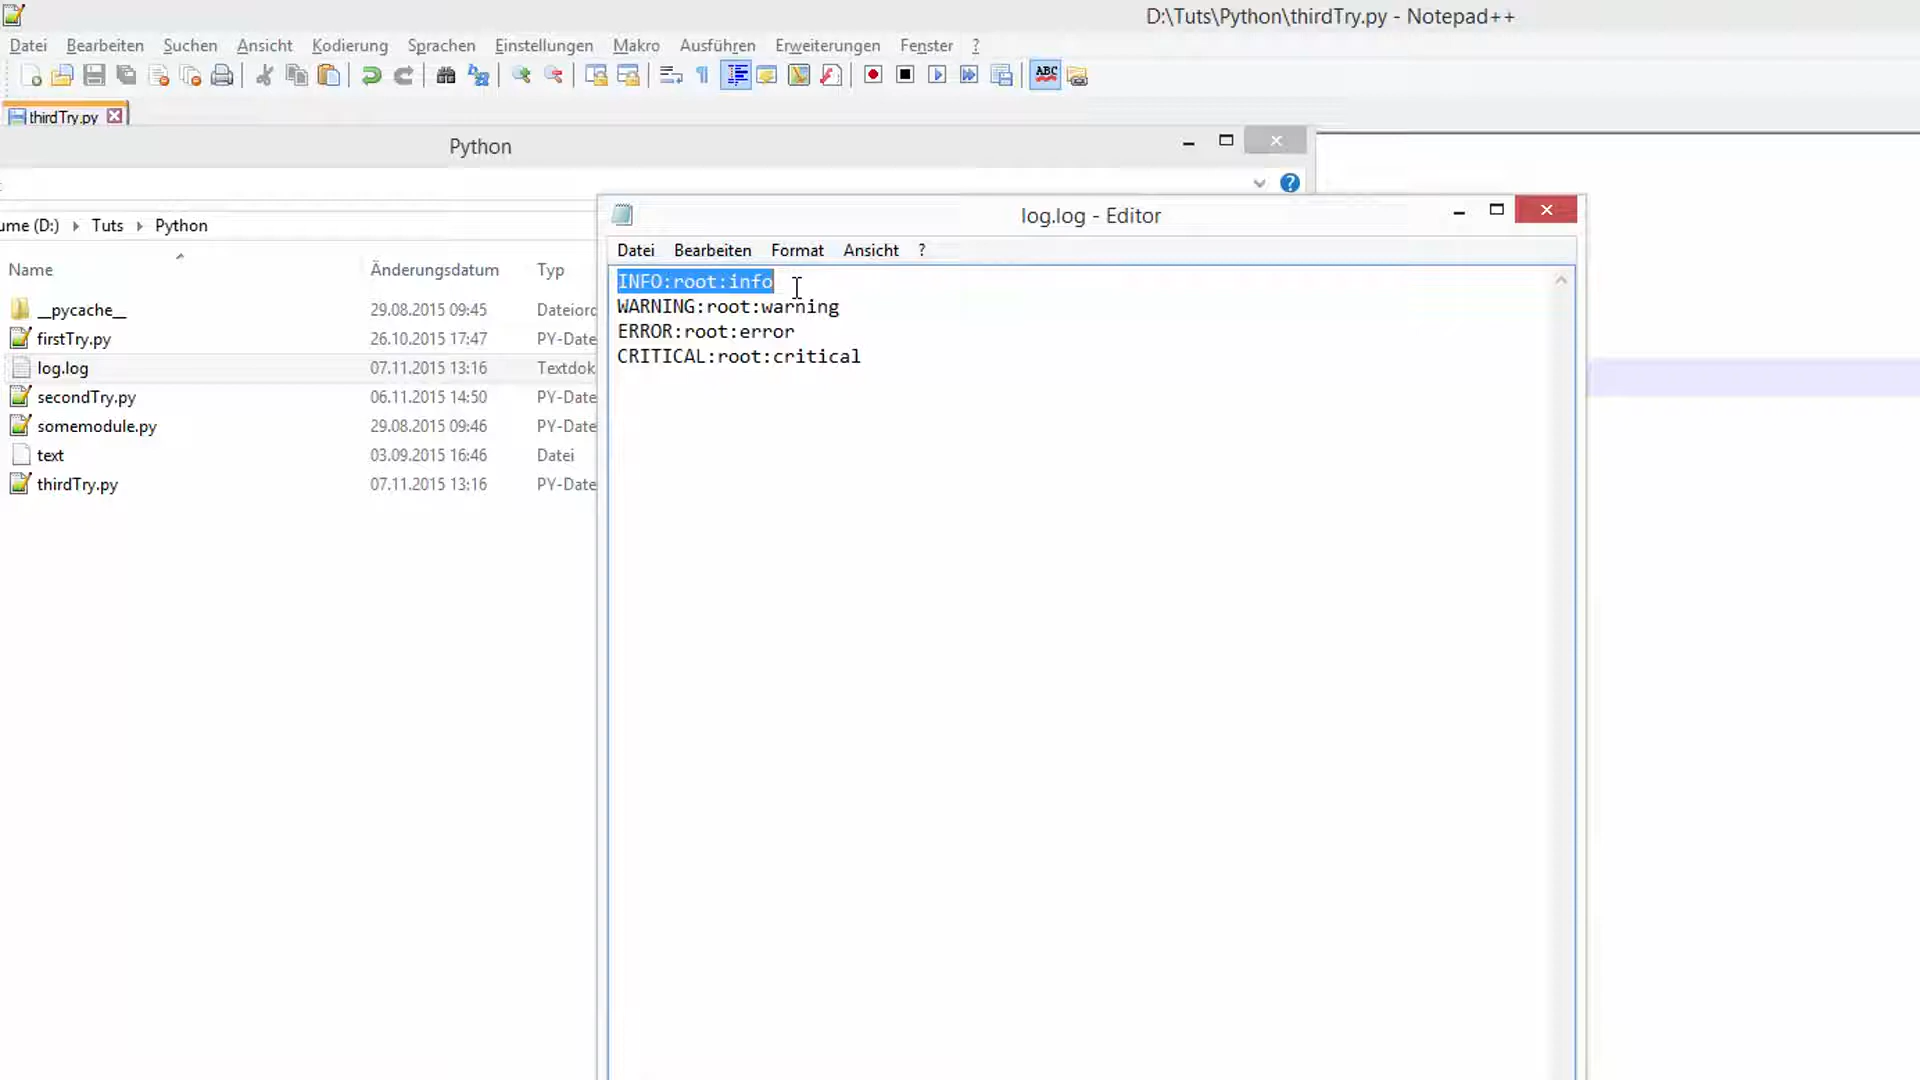 D:\Tuts\Python\thirdTry.py - Notepad++
Datei Bearbeiten Suchen Ansicht Kodierung Sprachen Einstellungen Makro Ausführen Erweiterungen Fenster ?
ABC
thirdTry.py
Python
ume (D:) Tuts Python
log.log - Editor
Datei Bearbeiten Format Ansicht ?
Name Änderungsdatum Typ
__pycache__ 29.08.2015 09:45 Dateiord
firstTry.py 26.10.2015 17:47 PY-Date
log.log 07.11.2015 13:16 Textdok
secondTry.py 06.11.2015 14:50 PY-Date
somemodule.py 29.08.2015 09:46 PY-Date
text 03.09.2015 16:46 Datei
thirdTry.py 07.11.2015 13:16 PY-Date
INFO:root:info
WARNING:root:warning
ERROR:root:error
CRITICAL:root:critical